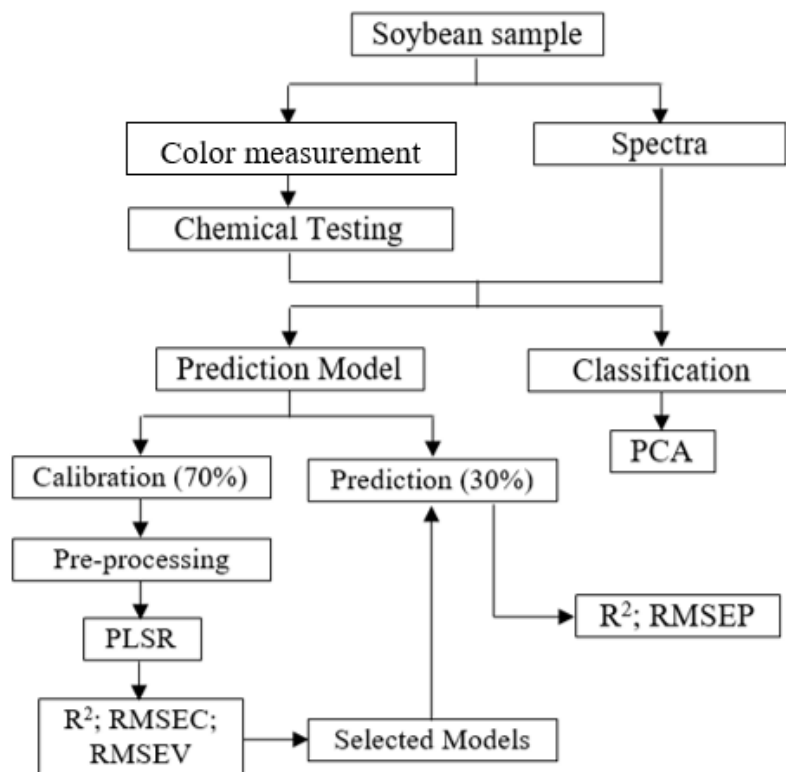 Soybean sample
Color measurement
Spectra
Chemical Testing
Prediction Model
Classification
PCA
Calibration (70%)
Prediction (30%)
Pre-processing
R²; RMSEP
PLSR
R²; RMSEC;
RMSEV
Selected Models